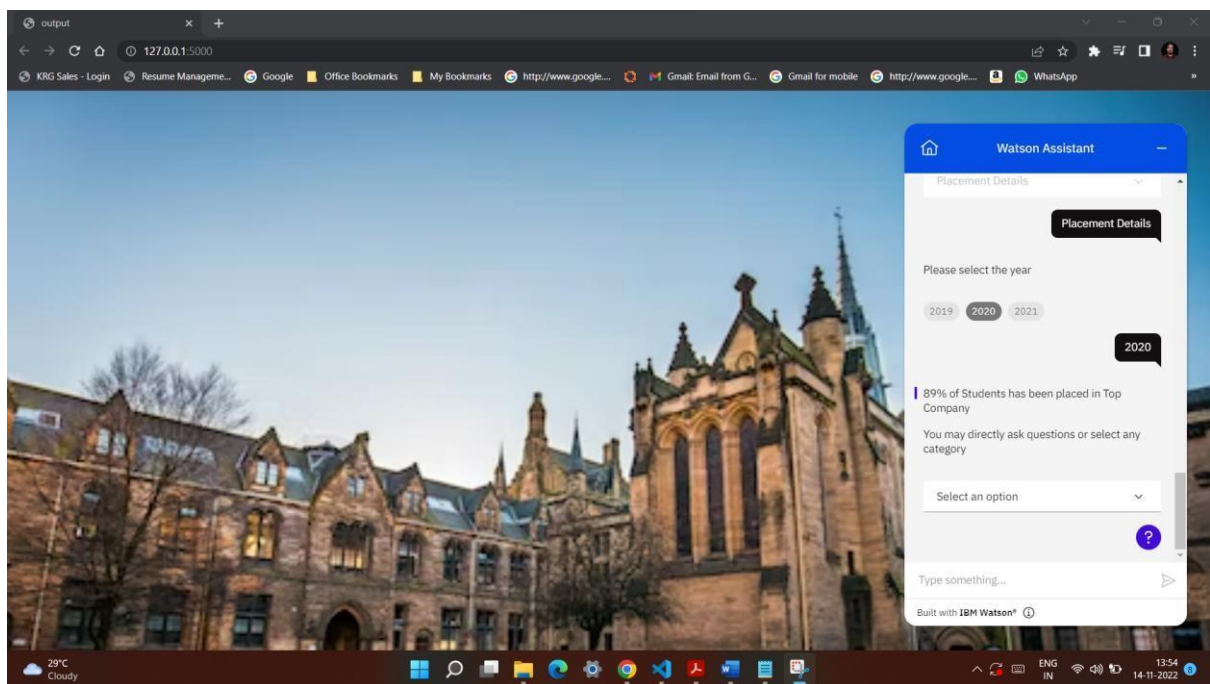 output
127.0.0.1:5000
KRG Sales - Login Resume Manageme... Google Office Bookmarks My Bookmarks http://www.google.... Gmail: Email from G... Gmail for mobile http://www.google.... WhatsApp »
Watson Assistant
Placement Details
Placement Details
Please select the year
2019 2020 2021
2020
89% of Students has been placed in Top
Company
You may directly ask questions or select any
category
Select an option
?
Type something...
Built with IBM Watson®
29°C
Cloudy
ENG
IN
13:54
14-11-2022